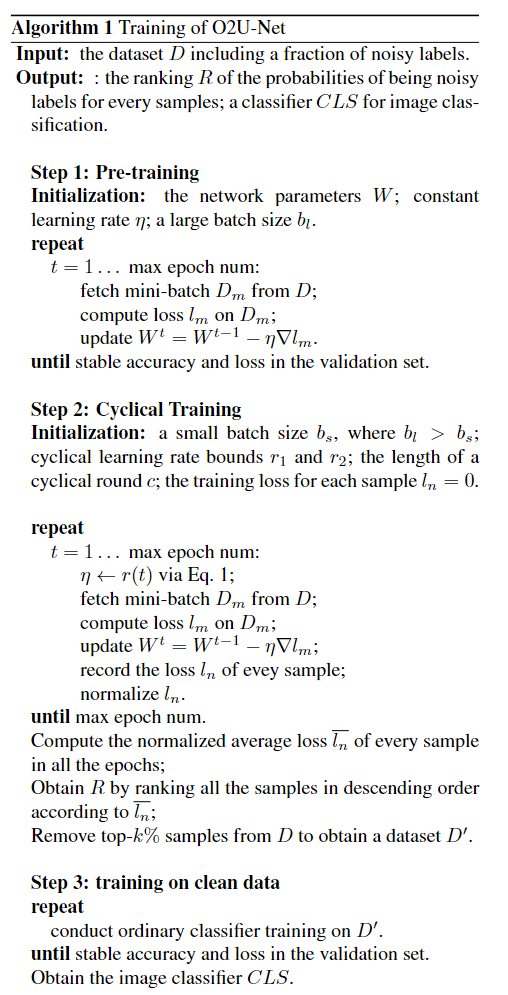 Algorithm 1 Training of O2U-Net
Input: the dataset D including a fraction of noisy labels.
Output: : the ranking R of the probabilities of being noisy
labels for every samples; a classifier CLS for image clas-
sification.
Step 1: Pre-training
Initialization: the network parameters W; constant
learning rate η; a large batch size b_l.
repeat
t = 1 . . . max epoch num:
fetch mini-batch D_m from D;
compute loss l_m on D_m;
update W^t = W^{t−1} − η∇l_m.
until stable accuracy and loss in the validation set.
Step 2: Cyclical Training
Initialization: a small batch size b_s, where b_l > b_s;
cyclical learning rate bounds r_1 and r_2; the length of a
cyclical round c; the training loss for each sample l_n = 0.
repeat
t = 1 . . . max epoch num:
η ← r(t) via Eq. 1;
fetch mini-batch D_m from D;
compute loss l_m on D_m;
update W^t = W^{t−1} − η∇l_m;
record the loss l_n of evey sample;
normalize l_n.
until max epoch num.
Compute the normalized average loss \overline{l_n} of every sample
in all the epochs;
Obtain R by ranking all the samples in descending order
according to \overline{l_n};
Remove top-k% samples from D to obtain a dataset D′.
Step 3: training on clean data
repeat
conduct ordinary classifier training on D′.
until stable accuracy and loss in the validation set.
Obtain the image classifier CLS.